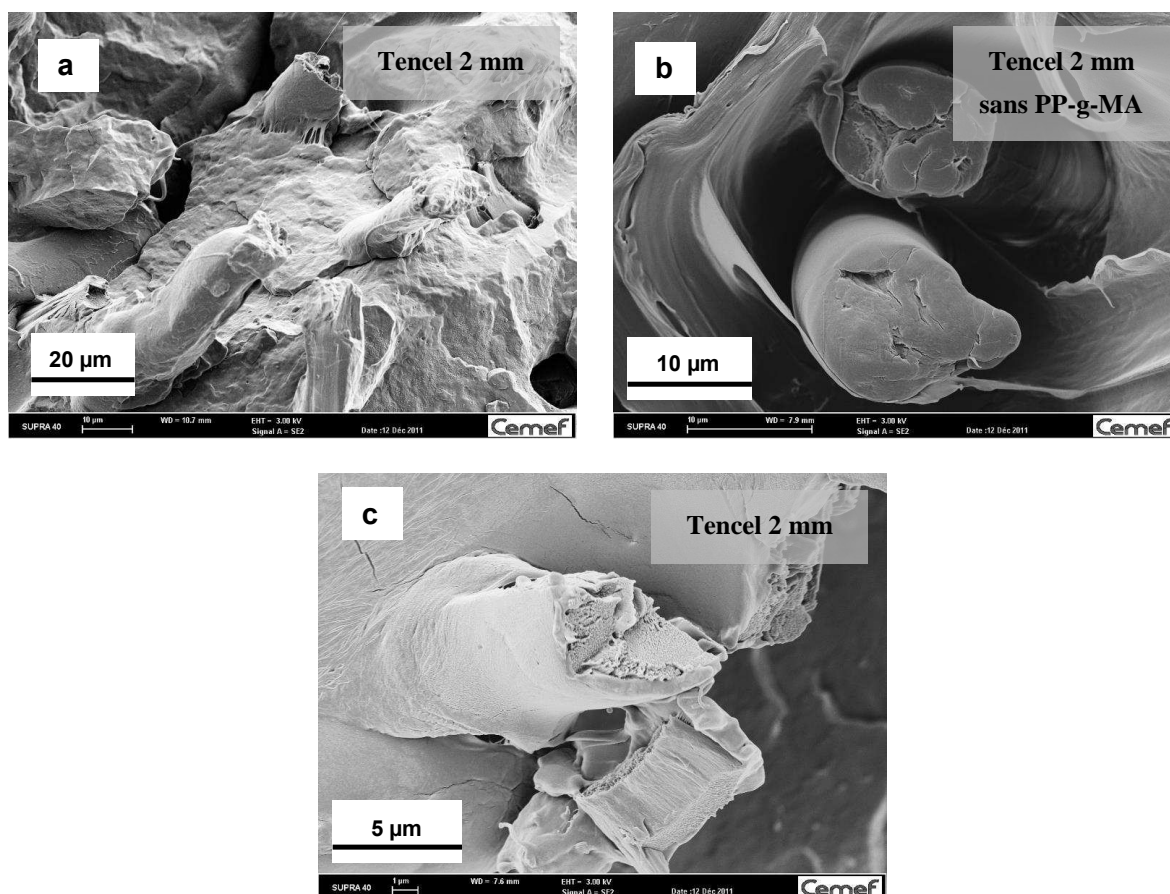 a
Tencel 2 mm
20 µm
SUPRA 40
10 µm
WD = 10.7 mm
EHT = 3.00 kV
Signal A = SE2
Date :12 Déc 2011
Cemef
b
Tencel 2 mm
sans PP-g-MA
10 µm
SUPRA 40
10 µm
WD = 7.9 mm
EHT = 3.00 kV
Signal A = SE2
Date :12 Déc 2011
Cemef
c
Tencel 2 mm
5 µm
SUPRA 40
1 µm
WD = 7.6 mm
EHT = 3.00 kV
Signal A = SE2
Date :12 Déc 2011
Cemef